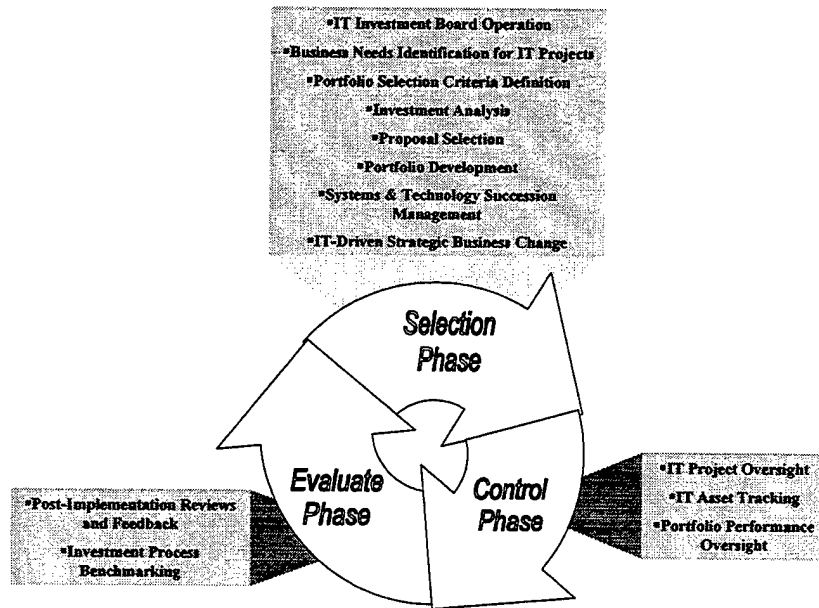 ▪IT Investment Board Operation
▪Business Needs Identification for IT Projects
▪Portfolio Selection Criteria Definition
▪Investment Analysis
▪Proposal Selection
▪Portfolio Development
▪Systems & Technology Succession
Management
▪IT-Driven Strategic Business Change
Selection
Phase
Evaluate
Phase
Control
Phase
▪IT Project Oversight
▪IT Asset Tracking
▪Portfolio Performance
Oversight
▪Post-Implementation Reviews
and Feedback
▪Investment Process
Benchmarking